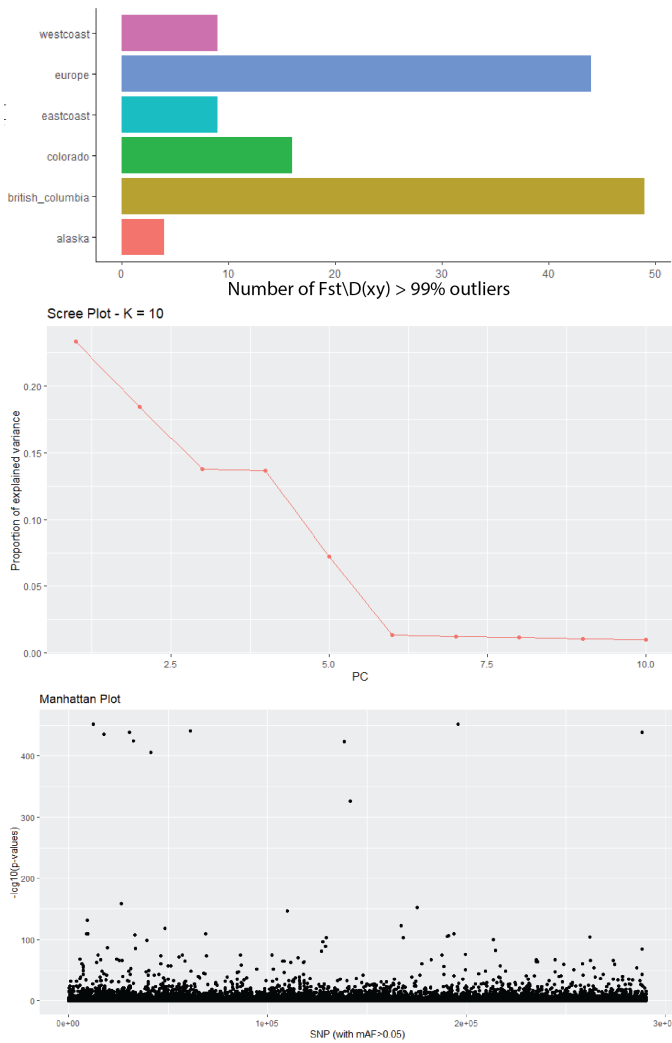 westcoast
europe
eastcoast
colorado
british_columbia
alaska
0 10 20 30 40 50
Number of Fst\D(xy) > 99% outliers
Scree Plot - K = 10
Proportion of explained variance
0.20
0.15
0.10
0.05
0.00
2.5 5.0 7.5 10.0
PC
Manhattan Plot
-log10(p-values)
400
300
200
100
0
0e+00 1e+05 2e+05
SNP (with mAF>0.05)